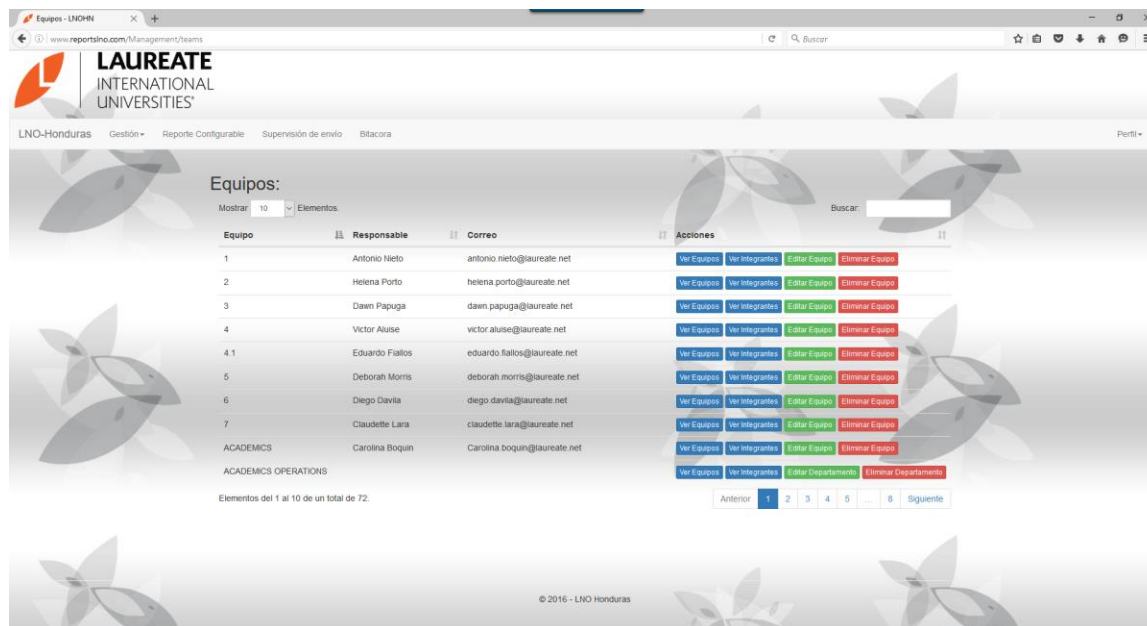 Equipos - LNOHN
www.reportslno.com/Management/teams
Buscar
LAUREATE
INTERNATIONAL
UNIVERSITIES®
LNO-Honduras Gestión Reporte Configurable Supervisión de envío Bitacora Perfil
Equipos:
Mostrar 10 Elementos. Buscar:
Equipo Responsable Correo Acciones
1 Antonio Nieto antonio.nieto@laureate.net Ver Equipos Ver Integrantes Editar Equipo Eliminar Equipo
2 Helena Porto helena.porto@laureate.net Ver Equipos Ver Integrantes Editar Equipo Eliminar Equipo
3 Dawn Papuga dawn.papuga@laureate.net Ver Equipos Ver Integrantes Editar Equipo Eliminar Equipo
4 Victor Aluise victor.aluise@laureate.net Ver Equipos Ver Integrantes Editar Equipo Eliminar Equipo
4.1 Eduardo Fiallos eduardo.fiallos@laureate.net Ver Equipos Ver Integrantes Editar Equipo Eliminar Equipo
5 Deborah Morris deborah.morris@laureate.net Ver Equipos Ver Integrantes Editar Equipo Eliminar Equipo
6 Diego Davila diego.davila@laureate.net Ver Equipos Ver Integrantes Editar Equipo Eliminar Equipo
7 Claudette Lara claudette.lara@laureate.net Ver Equipos Ver Integrantes Editar Equipo Eliminar Equipo
ACADEMICS Carolina Boquin Carolina.boquin@laureate.net Ver Equipos Ver Integrantes Editar Equipo Eliminar Equipo
ACADEMICS OPERATIONS Ver Equipos Ver Integrantes Editar Departamento Eliminar Departamento
Elementos del 1 al 10 de un total de 72. Anterior 1 2 3 4 5 ... 8 Siguiente
© 2016 - LNO Honduras